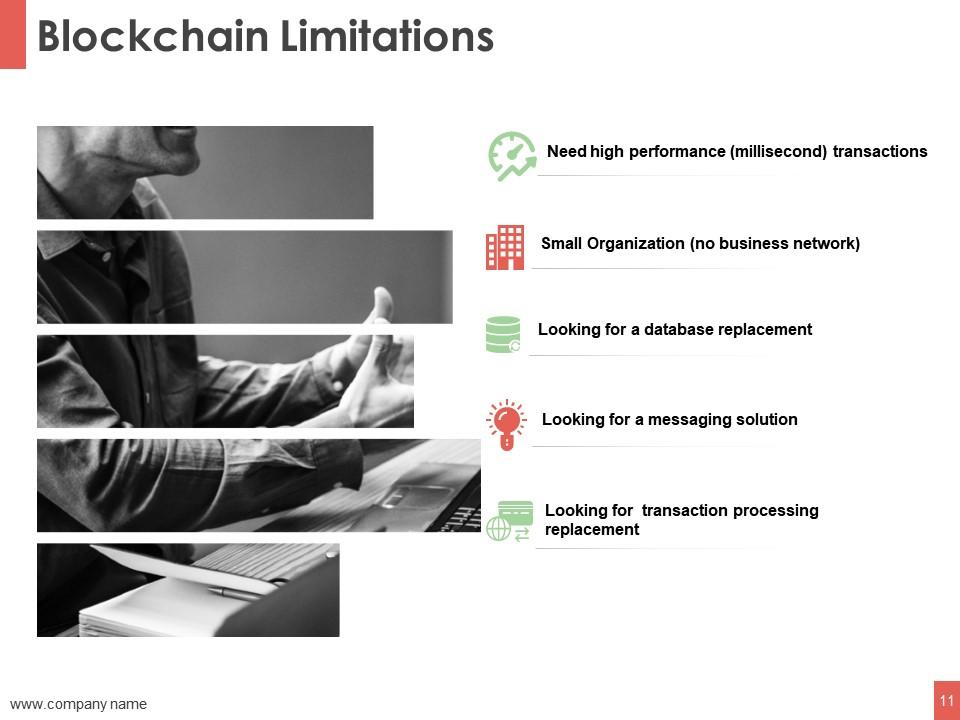 Blockchain Limitations
Need high performance (millisecond) transactions
Small Organization (no business network)
Looking for a database replacement
Looking for a messaging solution
Looking for  transaction processing
replacement
www.company name
11